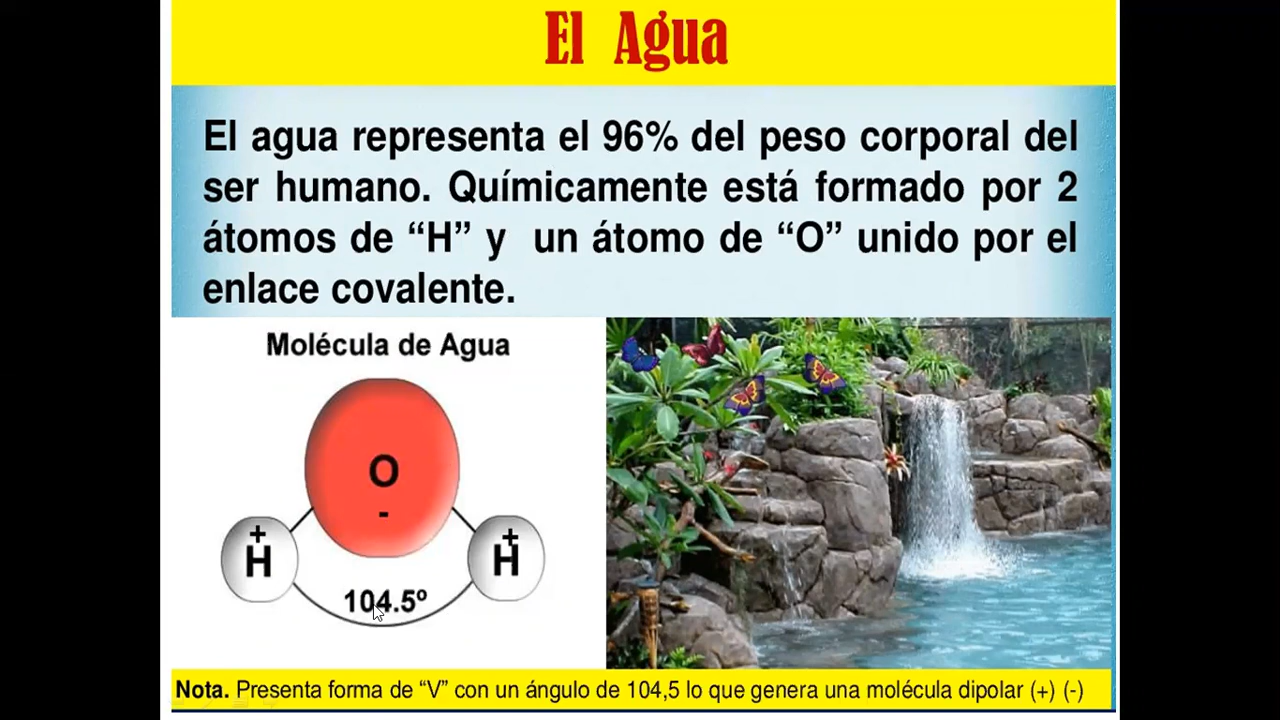 El Agua
El agua representa el 96% del peso corporal del
ser humano. Químicamente está formado por 2
átomos de “H” y un átomo de “O” unido por el
enlace covalente.
Molécula de Agua
O
-
+
H
+
H
104.5º
Nota. Presenta forma de “V” con un ángulo de 104,5 lo que genera una molécula dipolar (+) (-)